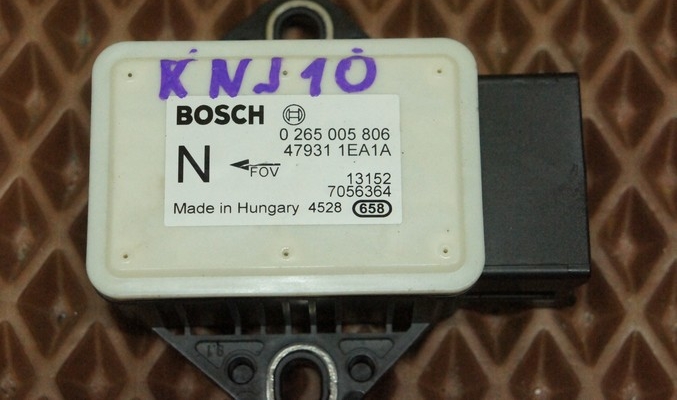 KNJ10
BOSCH
0 265 005 806
47931 1EA1A
N
FOV
13152
7056364
Made in Hungary 4528 658